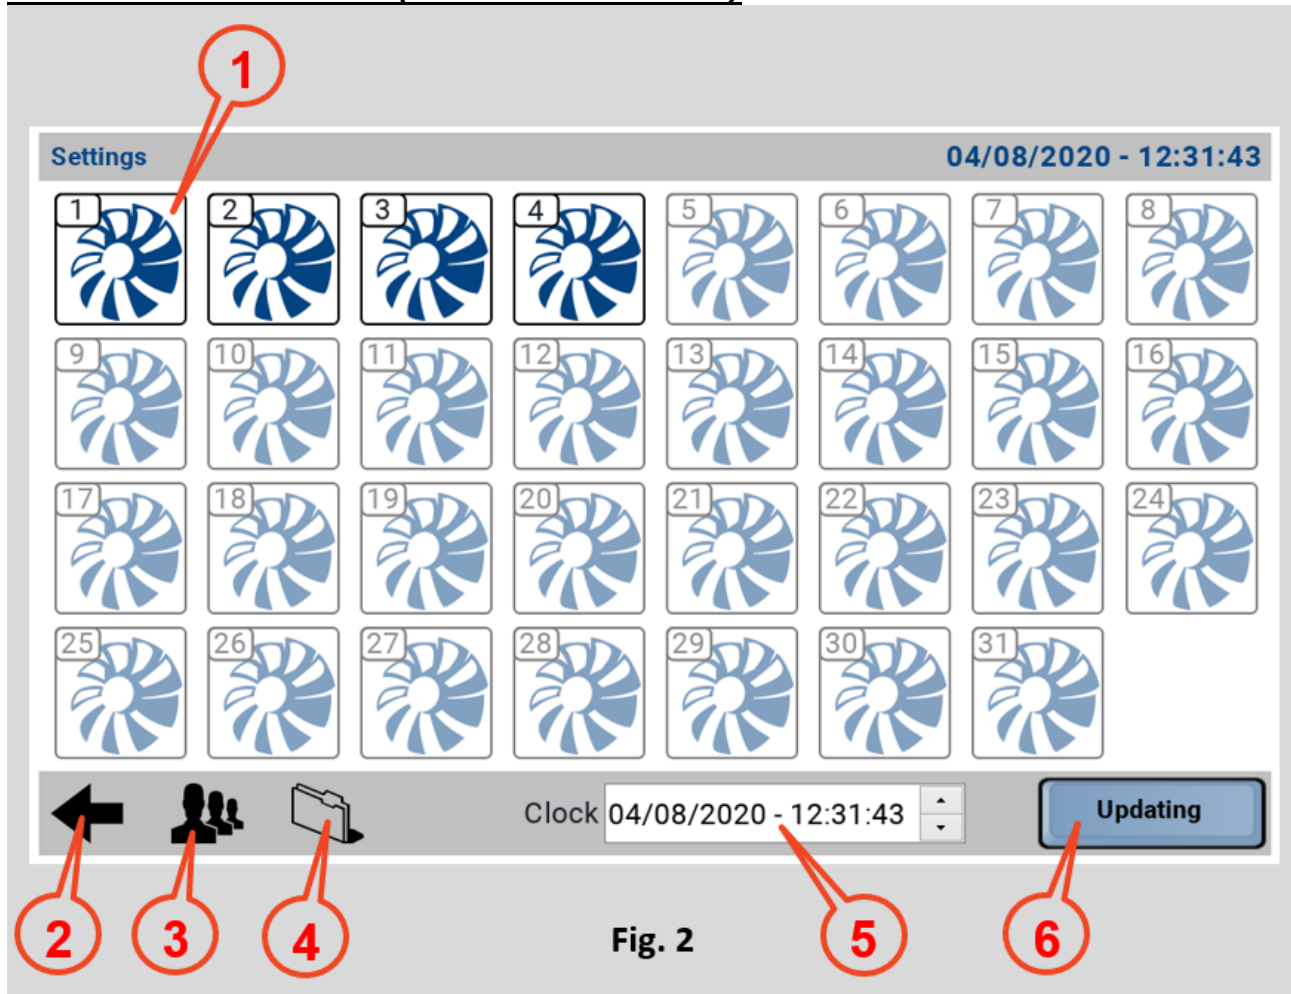 1
Settings 04/08/2020 - 12:31:43
1 2 3 4 5 6 7 8
9 10 11 12 13 14 15 16
17 18 19 20 21 22 23 24
25 26 27 28 29 30 31
Clock 04/08/2020 - 12:31:43 Updating
2 3 4 Fig. 2 5 6